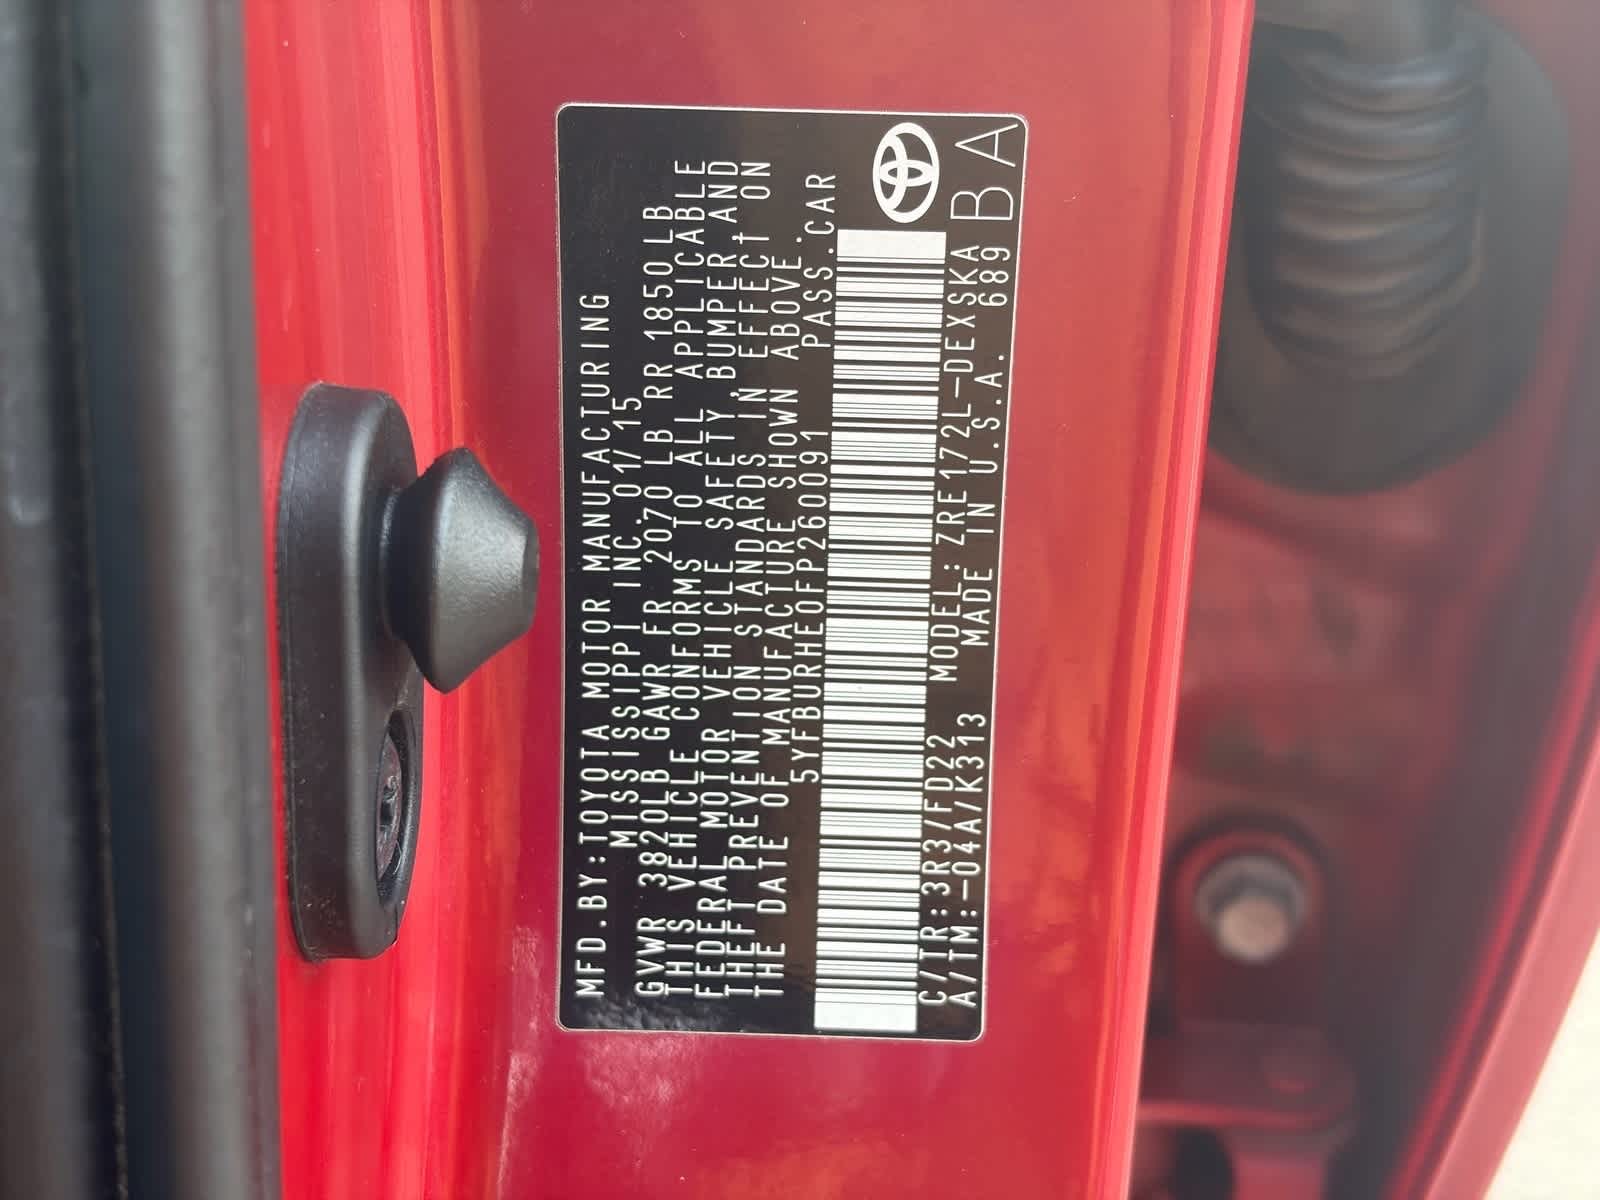 MFD.BY:TOYOTA MOTOR MANUFACTURING
MISSISSIPPI INC. 01/15
GVWR 3820LB GAWR FR 2070 LB RR 1850LB
THIS VEHICLE CONFORMS TO ALL APPLICABLE
FEDERAL MOTOR VEHICLE SAFETY, BUMPER, AND
THEFT PREVENTION STANDARDS IN EFFECT ON
THE DATE OF MANUFACTURE SHOWN ABOVE.
5YFBURHE0FP260091 PASS.CAR
C/TR:3R3/FD22 MODEL:ZRE172L-DEXSKA
A/TM:-04A/K313 MADE IN U.S.A. 689
BA